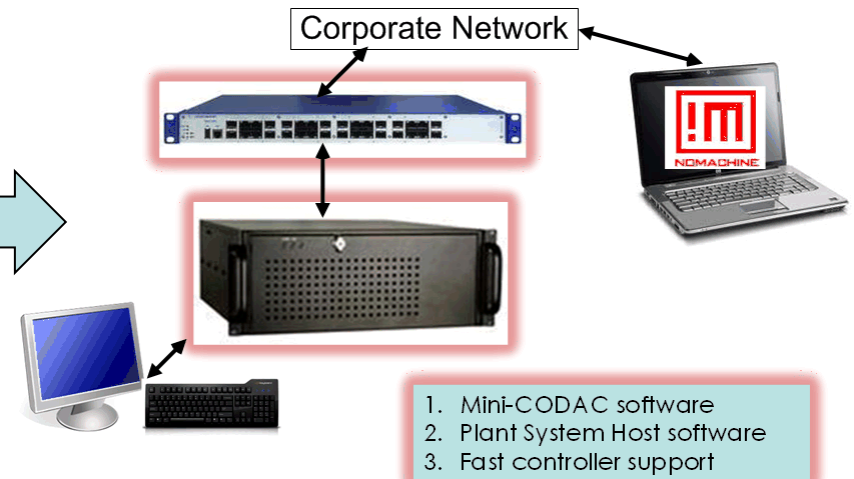 Corporate Network
!M
NOMACHINE
1. Mini-CODAC software
2. Plant System Host software
3. Fast controller support